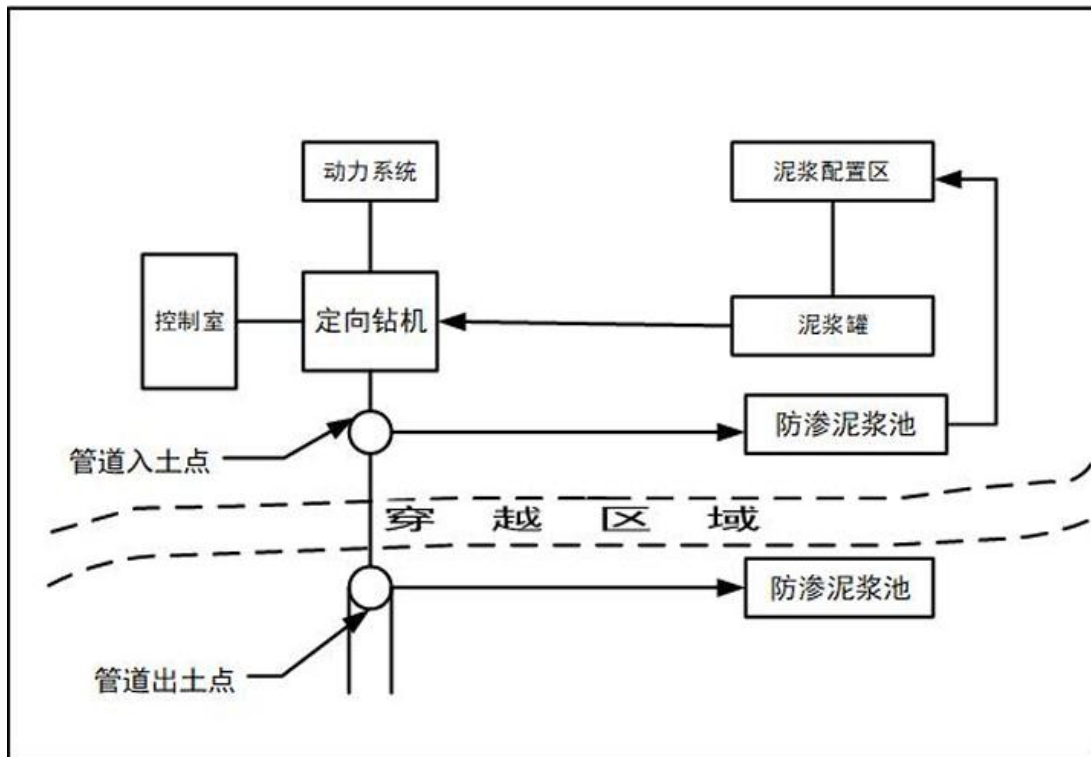 动力系统
泥浆配置区
控制室
定向钻机
泥浆罐
防渗泥浆池
管道入土点
穿越区域
防渗泥浆池
管道出土点